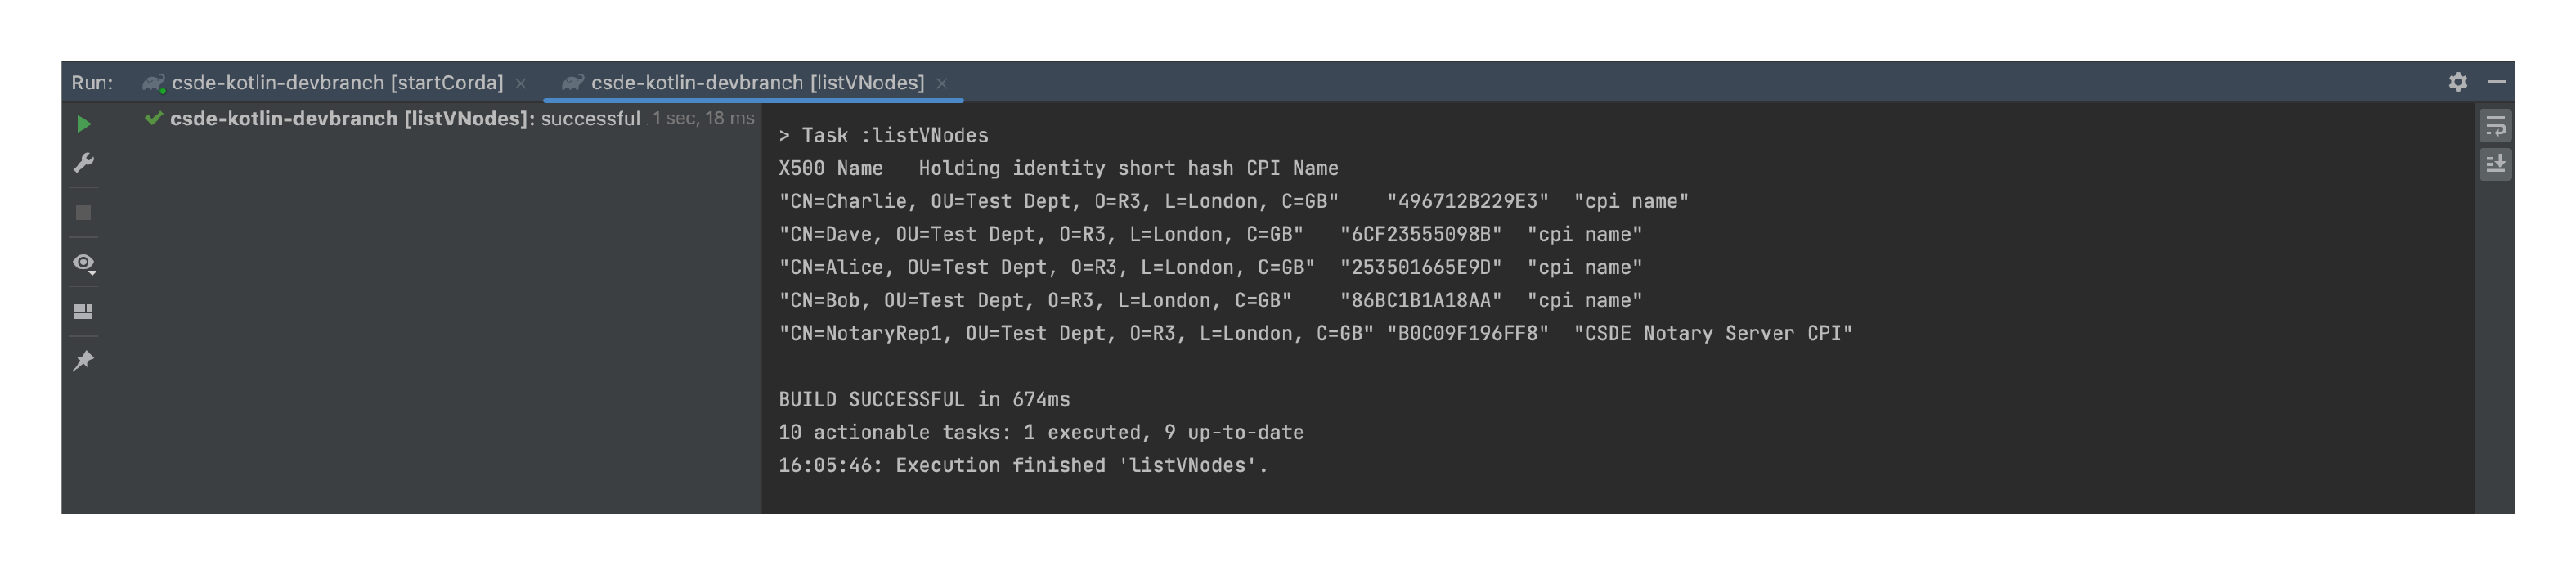 Run: csde-kotlin-devbranch [startCorda] × csde-kotlin-devbranch [listVNodes] ×
csde-kotlin-devbranch [listVNodes]: successful 1 sec, 18 ms
> Task :listVNodes
X500 Name   Holding identity short hash CPI Name
"CN=Charlie, OU=Test Dept, O=R3, L=London, C=GB"    "496712B229E3"  "cpi name"
"CN=Dave, OU=Test Dept, O=R3, L=London, C=GB"   "6CF23555098B"  "cpi name"
"CN=Alice, OU=Test Dept, O=R3, L=London, C=GB"  "253501665E9D"  "cpi name"
"CN=Bob, OU=Test Dept, O=R3, L=London, C=GB"    "86BC1B1A18AA"  "cpi name"
"CN=NotaryRep1, OU=Test Dept, O=R3, L=London, C=GB" "B0C09F196FF8"  "CSDE Notary Server CPI"
BUILD SUCCESSFUL in 674ms
10 actionable tasks: 1 executed, 9 up-to-date
16:05:46: Execution finished 'listVNodes'.